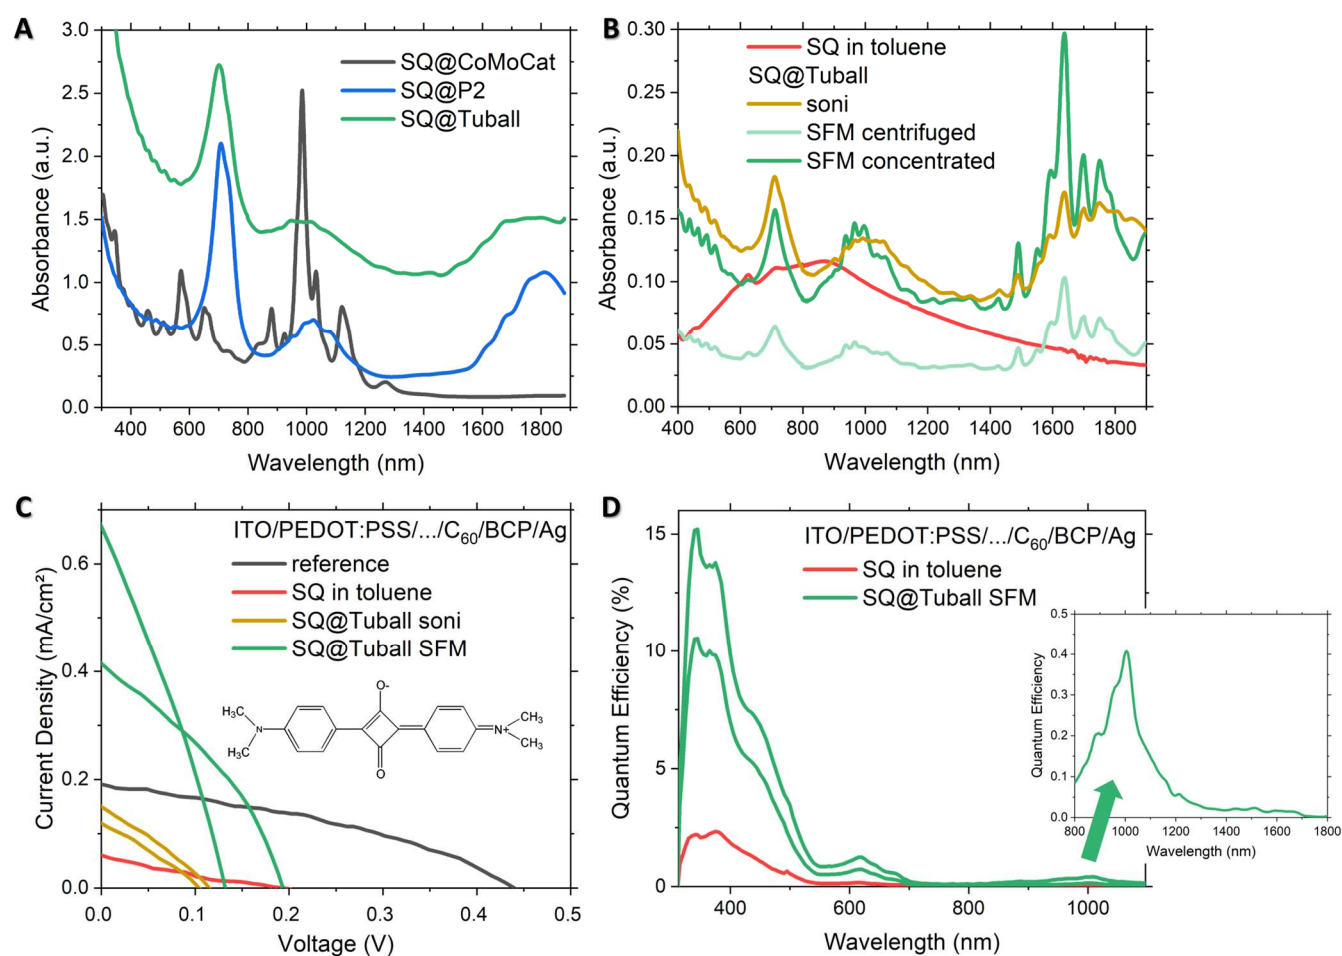 A
3.0
2.5
2.0
1.5
1.0
0.5
0.0
Absorbance (a.u.)
SQ@CoMoCat
SQ@P2
SQ@Tuball
400 600 800 1000 1200 1400 1600 1800
Wavelength (nm)
B
0.30
0.25
0.20
0.15
0.10
0.05
0.00
Absorbance (a.u.)
SQ in toluene
SQ@Tuball
soni
SFM centrifuged
SFM concentrated
400 600 800 1000 1200 1400 1600 1800
Wavelength (nm)
C
0.6
0.4
0.2
0.0
Current Density (mA/cm²)
ITO/PEDOT:PSS/.../C₆₀/BCP/Ag
reference
SQ in toluene
SQ@Tuball soni
SQ@Tuball SFM
O-
H₃C
N
H₃C
O
CH₃
N+
CH₃
0.0 0.1 0.2 0.3 0.4 0.5
Voltage (V)
D
15
10
5
0
Quantum Efficiency (%)
ITO/PEDOT:PSS/.../C₆₀/BCP/Ag
SQ in toluene
SQ@Tuball SFM
400 600 800 1000
Wavelength (nm)
0.5
0.4
0.3
0.2
0.1
0.0
Quantum Efficiency
800 1000 1200 1400 1600 1800
Wavelength (nm)